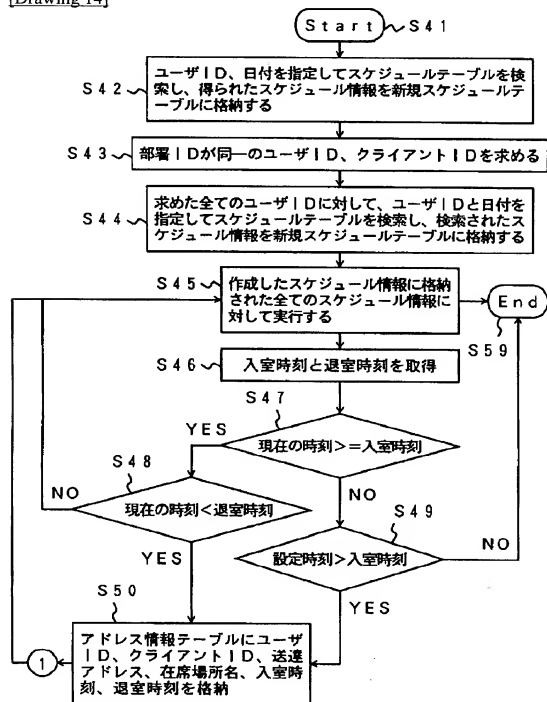 [Drawing 14]
Start
S41
S42
ユーザID、日付を指定してスケジュールテーブルを検
索し、得られたスケジュール情報を新規スケジュールテ
ーブルに格納する
S43
部署IDが同一のユーザID、クライアントIDを求める
S44
求めた全てのユーザIDに対して、ユーザIDと日付を
指定してスケジュールテーブルを検索し、検索されたス
ケジュール情報を新規スケジュールテーブルに格納する
S45
作成したスケジュール情報に格納
された全てのスケジュール情報に
対して実行する
End
S59
S46
入室時刻と退室時刻を取得
S47
現在の時刻>=入室時刻
YES
NO
S48
現在の時刻<退室時刻
NO
YES
S49
設定時刻>入室時刻
NO
YES
S50
アドレス情報テーブルにユーザ
ID、クライアントID、送達
アドレス、在席場所名、入室時
刻、退室時刻を格納
1